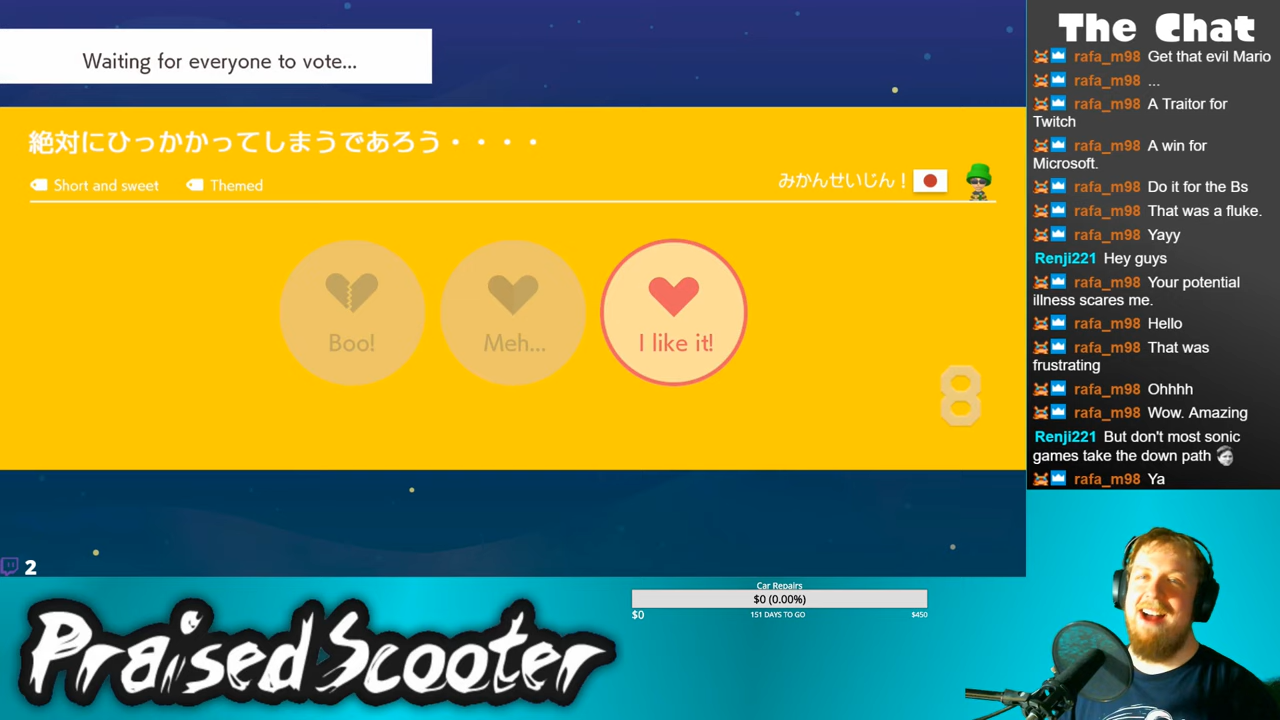 Waiting for everyone to vote...
絶対にひっかかってしまうであろう・・・・
Short and sweet
Themed
みかんせいじん！
Boo!
Meh...
I like it!
8
2
PraisedScooter
Car Repairs
$0 (0.00%)
$0
151 DAYS TO GO
$450
The Chat
rafa_m98 Get that evil Mario
rafa_m98 ...
rafa_m98 A Traitor for
Twitch
rafa_m98 A win for
Microsoft.
rafa_m98 Do it for the Bs
rafa_m98 That was a fluke.
rafa_m98 Yayy
Renji221 Hey guys
rafa_m98 Your potential
illness scares me.
rafa_m98 Hello
rafa_m98 That was
frustrating
rafa_m98 Ohhhh
rafa_m98 Wow. Amazing
Renji221 But don't most sonic
games take the down path
rafa_m98 Ya